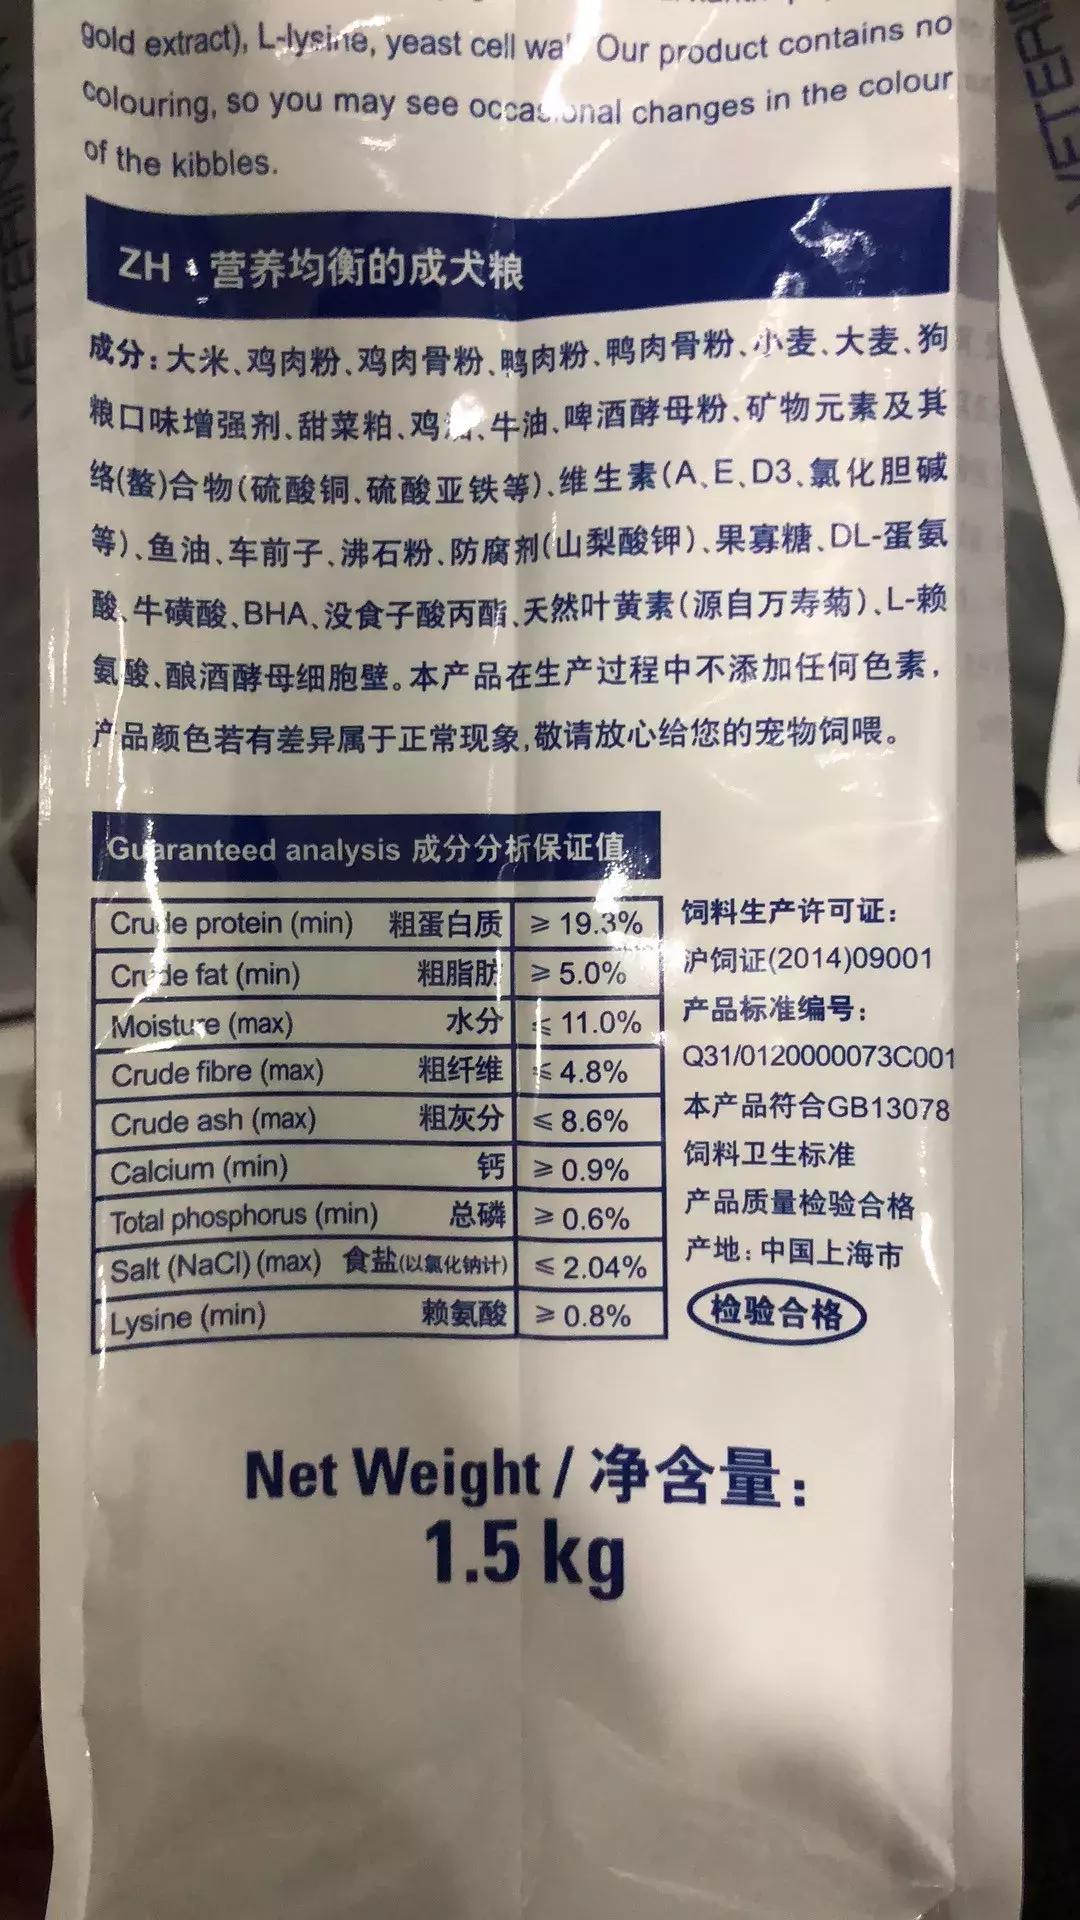 gold extract), L-lysine, yeast cell wal Our product contains no
colouring, so you may see occasional changes in the colour
of the kibbles.
ZH · 营养均衡的成犬粮
成分:大米、鸡肉粉、鸡肉骨粉、鸭肉粉、鸭肉骨粉、小麦、大麦、狗
粮口味增强剂、甜菜粕、鸡油、牛油、啤酒酵母粉、矿物元素及其
络(螯)合物(硫酸铜、硫酸亚铁等)、维生素(A、E、D3、氯化胆碱
等)、鱼油、车前子、沸石粉、防腐剂(山梨酸钾)、果寡糖、DL-蛋氨
酸、牛磺酸、BHA、没食子酸丙酯、天然叶黄素(源自万寿菊)、L-赖
氨酸、酿酒酵母细胞壁。本产品在生产过程中不添加任何色素,
产品颜色若有差异属于正常现象,敬请放心给您的宠物饲喂。
Guaranteed analysis 成分分析保证值
Crude protein (min) 粗蛋白质 ≥ 19.3%
Crude fat (min) 粗脂肪 ≥ 5.0%
Moisture (max) 水分 ≤ 11.0%
Crude fibre (max) 粗纤维 ≤ 4.8%
Crude ash (max) 粗灰分 ≤ 8.6%
Calcium (min) 钙 ≥ 0.9%
Total phosphorus (min) 总磷 ≥ 0.6%
Salt (NaCl) (max) 食盐(以氯化钠计) ≤ 2.04%
Lysine (min) 赖氨酸 ≥ 0.8%
饲料生产许可证:
沪饲证(2014)09001
产品标准编号:
Q31/0120000073C001
本产品符合GB13078
饲料卫生标准
产品质量检验合格
产地:中国上海市
检验合格
Net Weight / 净含量:
1.5 kg